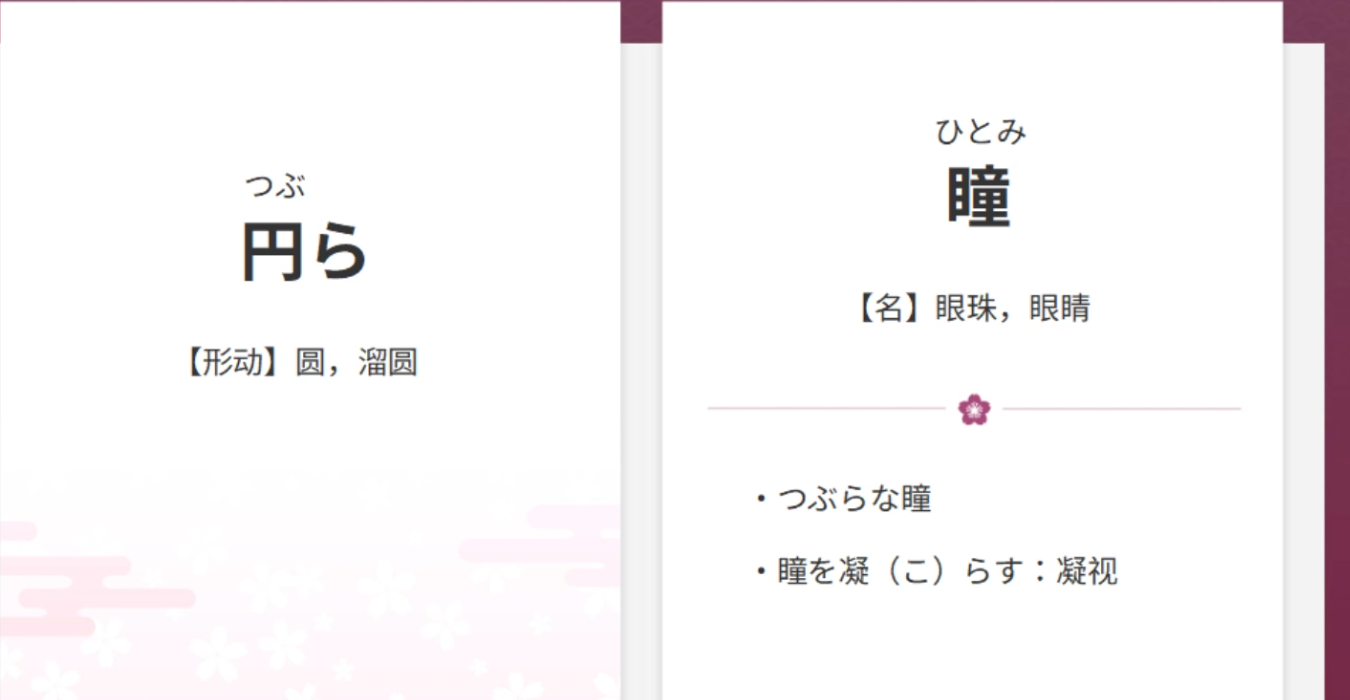 つぶ
円ら
【形动】圆，溜圆
ひとみ
瞳
【名】眼珠，眼睛
・つぶらな瞳
・瞳を凝（こ）らす：凝视